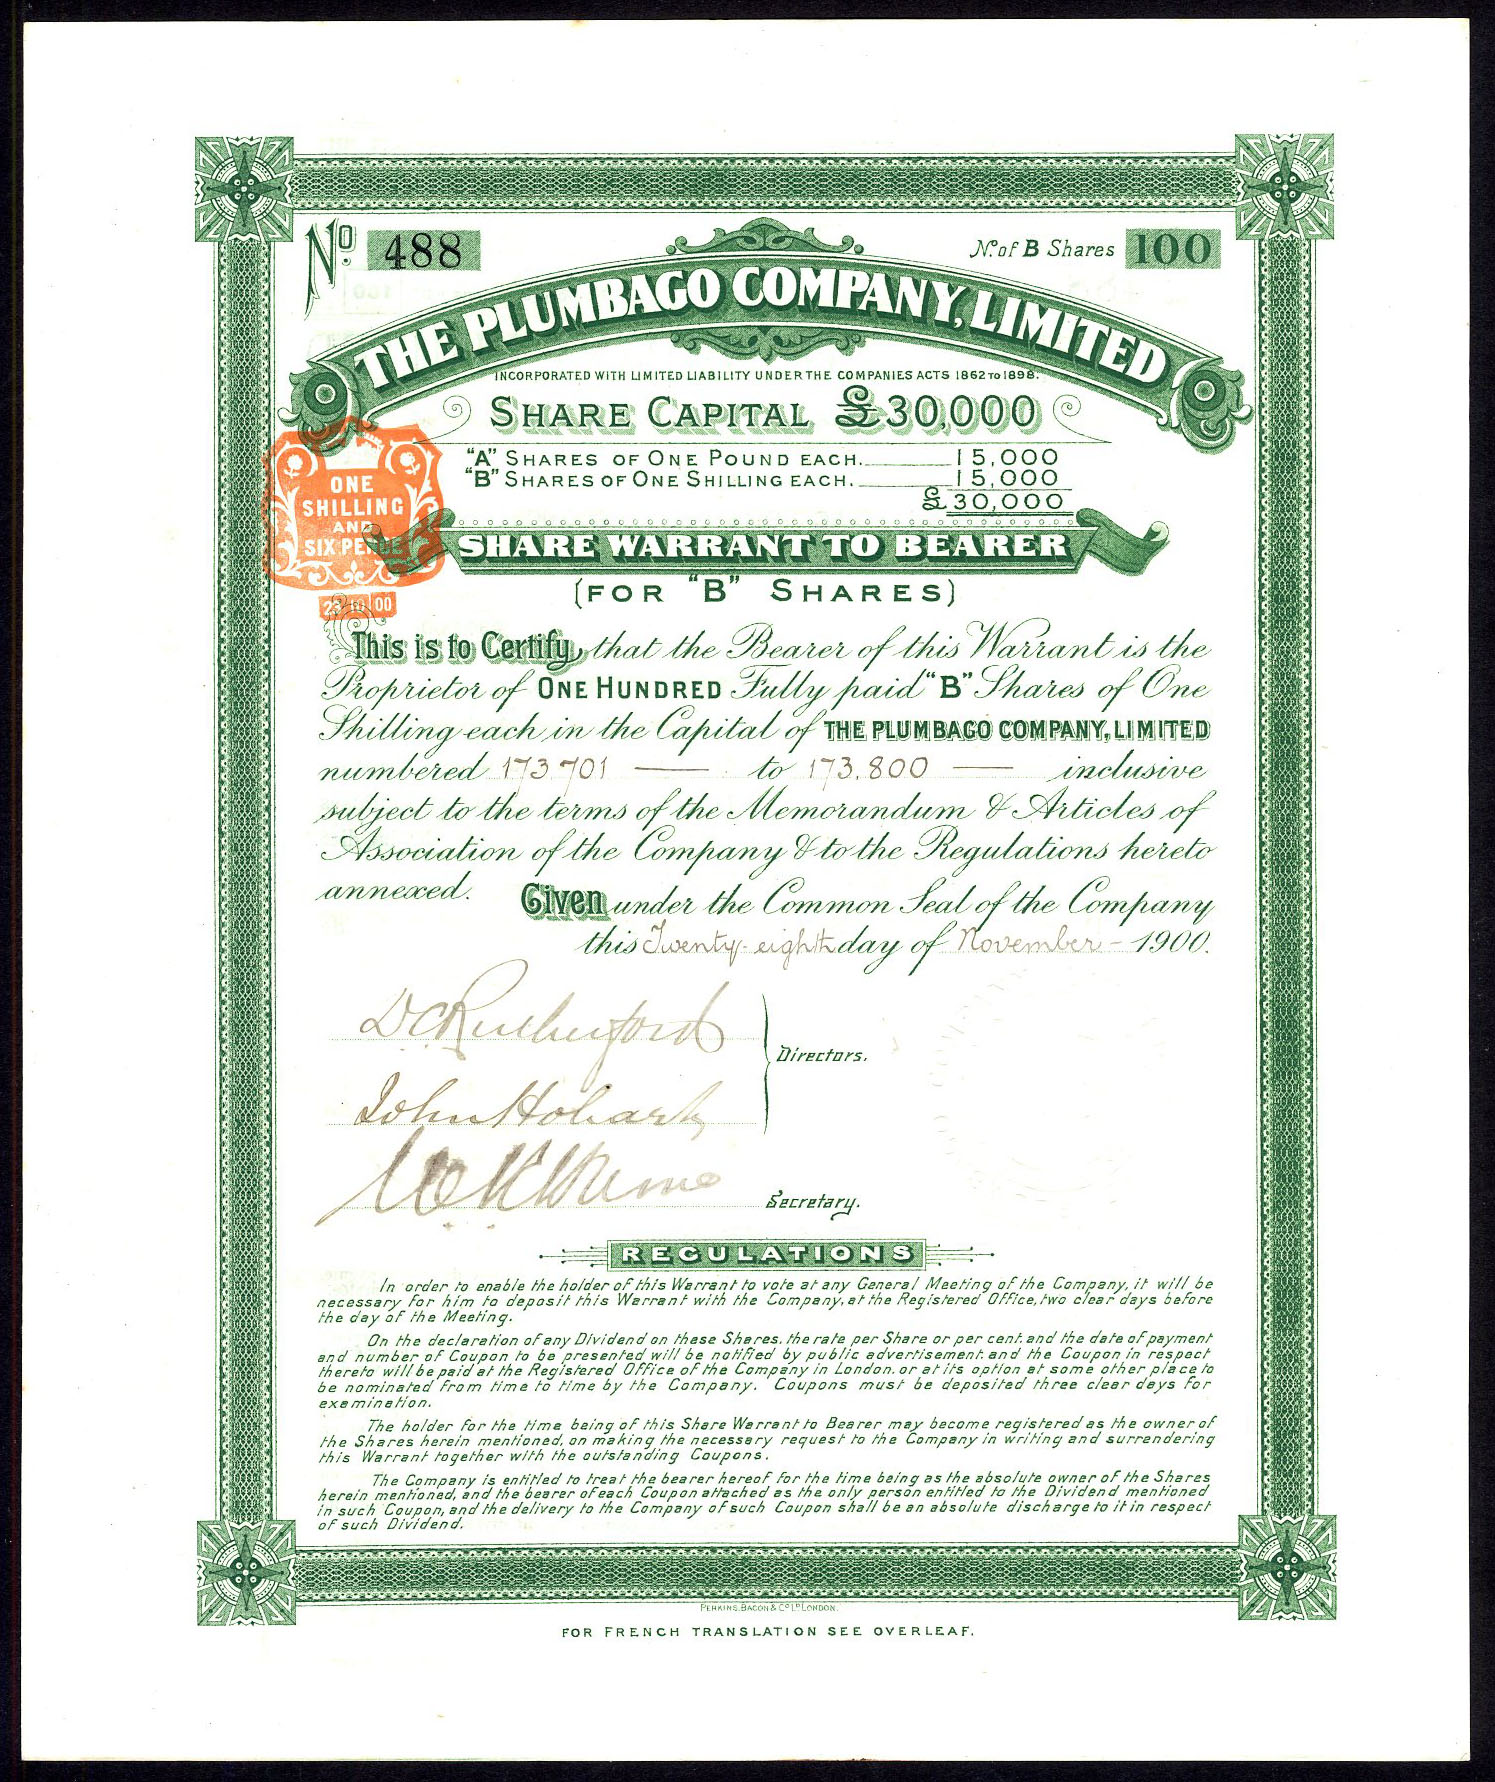 No. 488
No. of B Shares 100
THE PLUMBAGO COMPANY, LIMITED
INCORPORATED WITH LIMITED LIABILITY UNDER THE COMPANIES ACTS 1862 TO 1898.
SHARE CAPITAL £30,000
"A" SHARES OF ONE POUND EACH. 15,000
"B" SHARES OF ONE SHILLING EACH. 15,000
£30,000
ONE
SHILLING
AND
SIX PENCE
10 00
SHARE WARRANT TO BEARER
(FOR "B" SHARES)
This is to Certify, that the Bearer of this Warrant is the
Proprietor of ONE HUNDRED Fully paid "B" Shares of One
Shilling each in the Capital of THE PLUMBAGO COMPANY, LIMITED
numbered 173,701 — to 173,800 — inclusive
subject to the terms of the Memorandum & Articles of
Association of the Company & to the Regulations hereto
annexed. Given under the Common Seal of the Company
this Twenty-eighth day of November - 1900.
D.C. Rutherford
Directors.
John Hobart
Secretary.
REGULATIONS
In order to enable the holder of this Warrant to vote at any General Meeting of the Company, it will be
necessary for him to deposit this Warrant with the Company, at the Registered Office, two clear days before
the day of the Meeting.
On the declaration of any Dividend on these Shares, the rate per Share or per cent. and the date of payment
and number of Coupon to be presented will be notified by public advertisement and the Coupon in respect
thereto will be paid at the Registered Office of the Company in London, or at its option at some other place to
be nominated from time to time by the Company. Coupons must be deposited three clear days for
examination.
The holder for the time being of this Share Warrant to Bearer may become registered as the owner of
the Shares herein mentioned, on making the necessary request to the Company in writing and surrendering
this Warrant together with the outstanding Coupons.
The Company is entitled to treat the bearer hereof for the time being as the absolute owner of the Shares
herein mentioned, and the bearer of each Coupon attached as the only person entitled to the Dividend mentioned
in such Coupon, and the delivery to the Company of such Coupon shall be an absolute discharge to it in respect
of such Dividend.
PERKINS, BACON & Co Ld LONDON.
FOR FRENCH TRANSLATION SEE OVERLEAF.